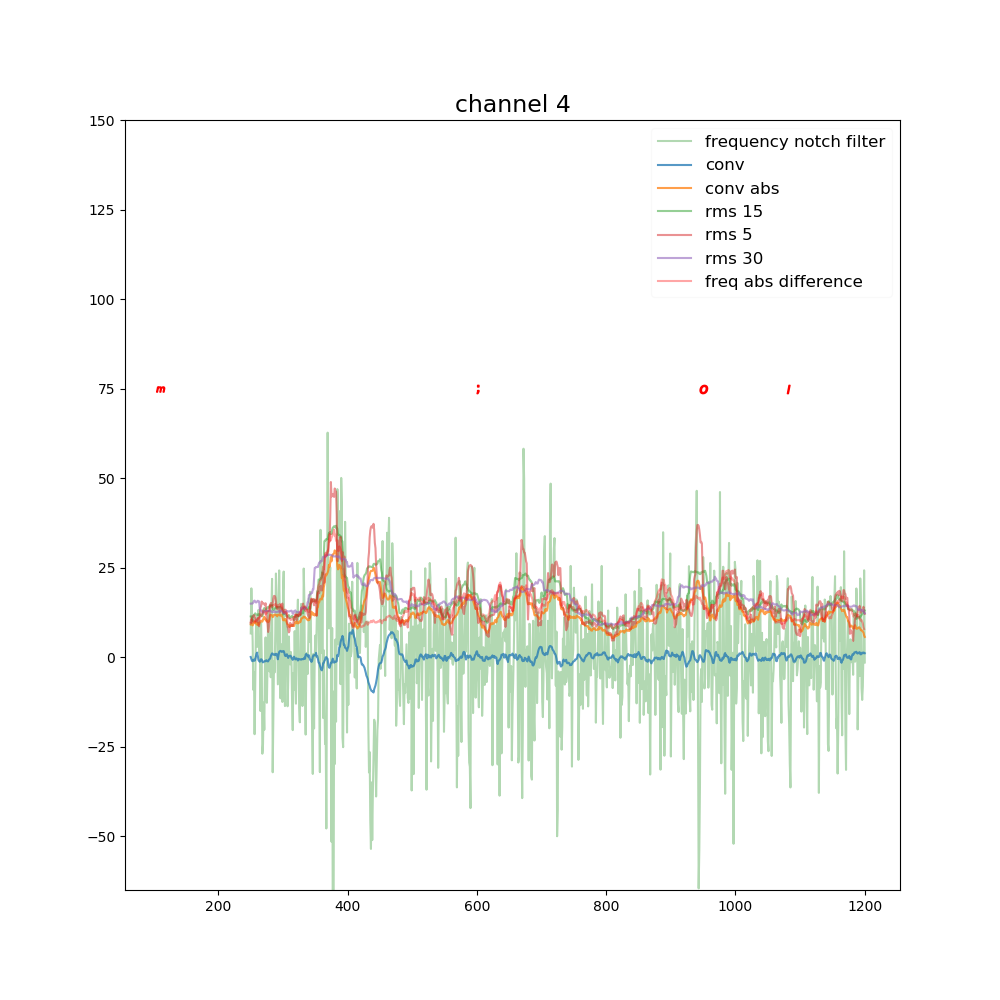 channel 4
150
frequency notch filter
conv
conv abs
rms 15
rms 5
rms 30
freq abs difference
125
100
75
m ; o l
50
25
0
−25
−50
200 400 600 800 1000 1200